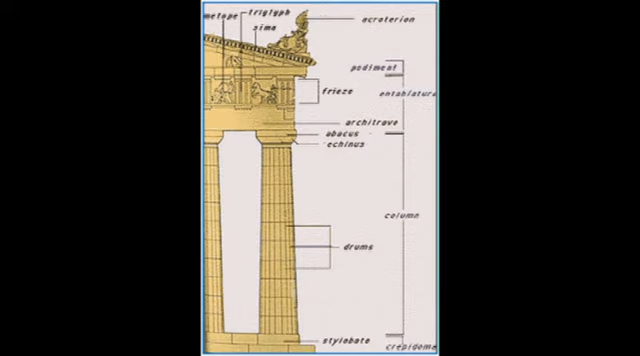 metope
triglyph
sima
acroterion
pediment
frieze
entablature
architrave
abacus
echinus
column
drums
stylobate
crepidoma